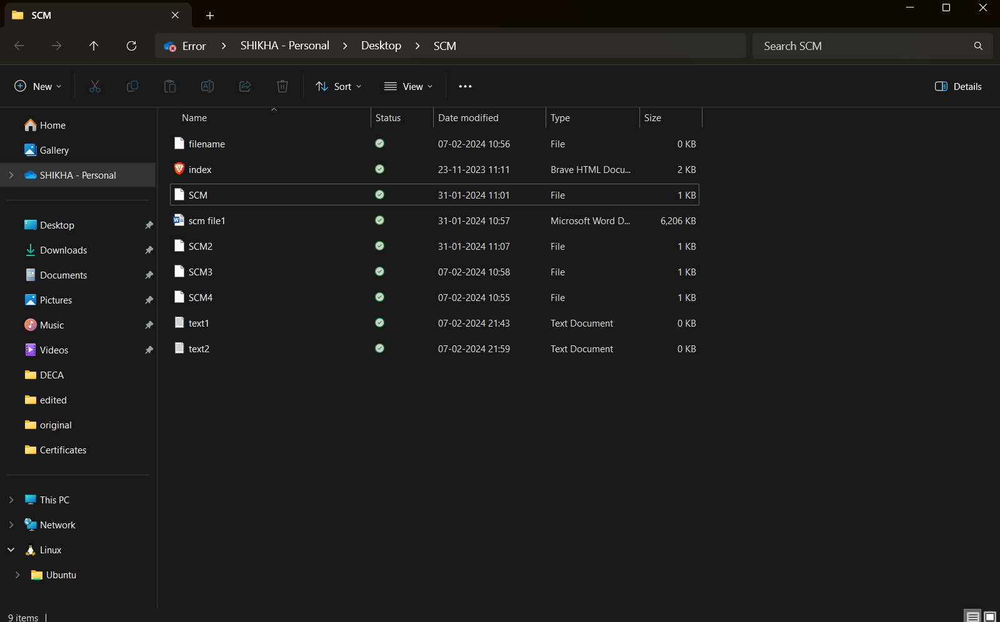 SCM
Error > SHIKHA - Personal > Desktop > SCM
Search SCM
New Sort View ... Details
Home
Gallery
SHIKHA - Personal
Desktop
Downloads
Documents
Pictures
Music
Videos
DECA
edited
original
Certificates
This PC
Network
Linux
Ubuntu
Name Status Date modified Type Size
filename 07-02-2024 10:56 File 0 KB
index 23-11-2023 11:11 Brave HTML Docu... 2 KB
SCM 31-01-2024 11:01 File 1 KB
scm file1 31-01-2024 10:57 Microsoft Word D... 6,206 KB
SCM2 31-01-2024 11:07 File 1 KB
SCM3 07-02-2024 10:58 File 1 KB
SCM4 07-02-2024 10:55 File 1 KB
text1 07-02-2024 21:43 Text Document 0 KB
text2 07-02-2024 21:59 Text Document 0 KB
9 items